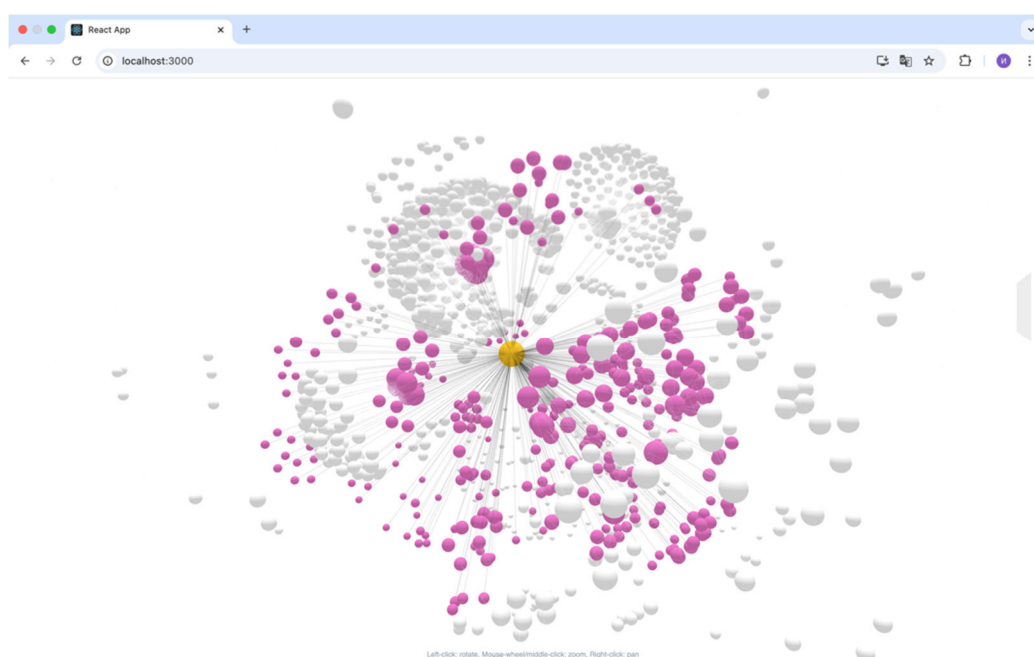 React App
localhost:3000
И
Left-click: rotate, Mouse-wheel/middle-click: zoom, Right-click: pan